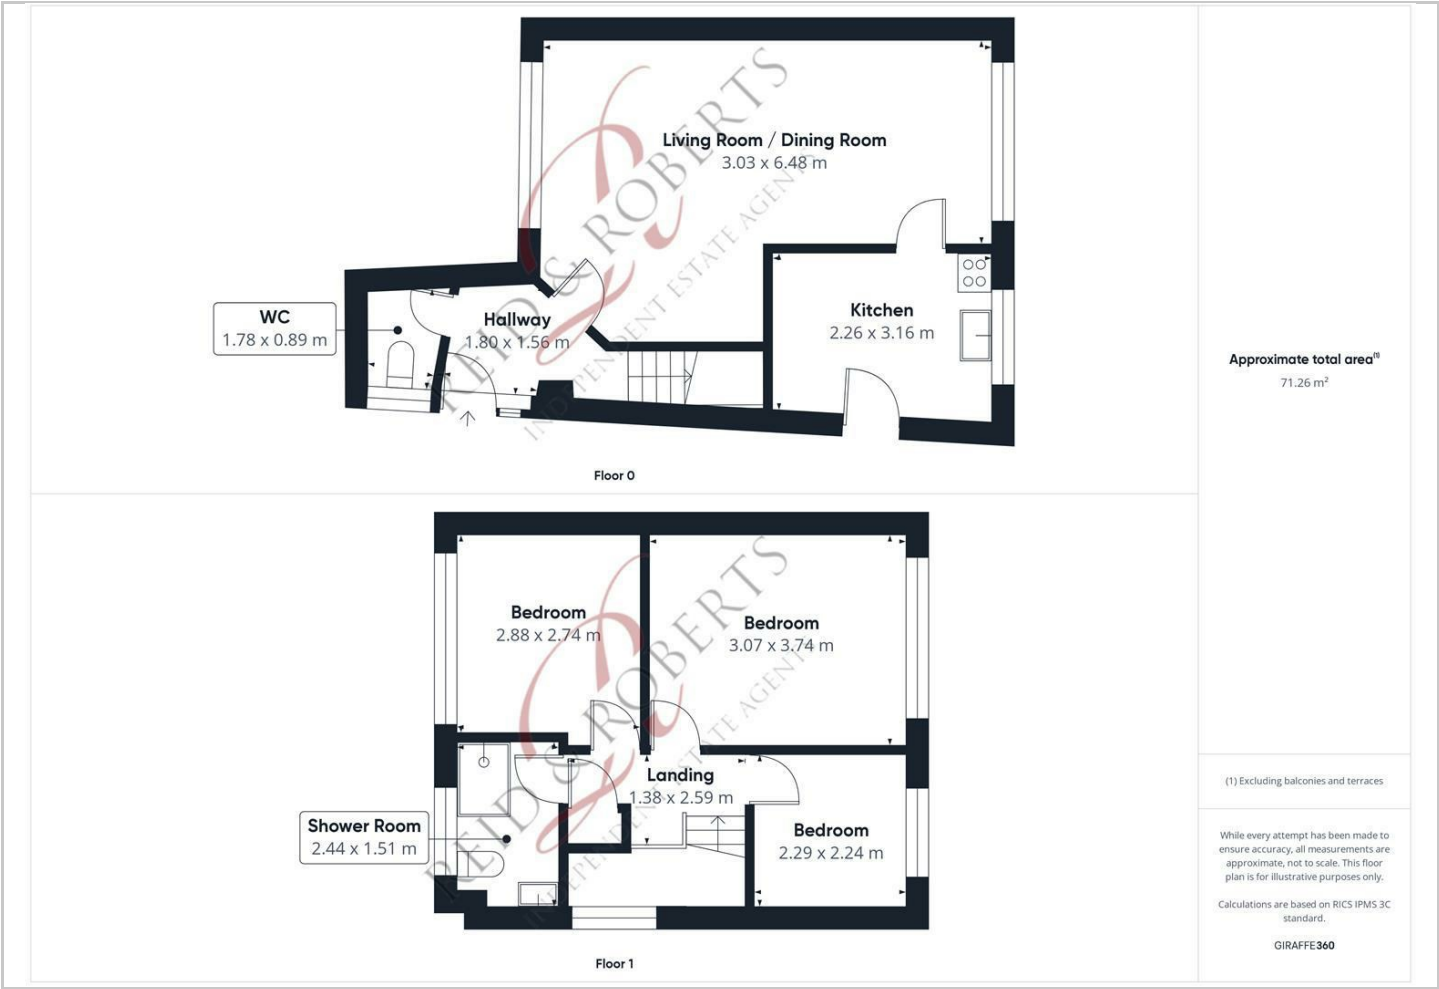 Living Room / Dining Room
3.03 x 6.48 m
WC
1.78 x 0.89 m
Hallway
1.80 x 1.56 m
Kitchen
2.26 x 3.16 m
REID & ROBERTS
INDEPENDENT ESTATE AGENTS
Floor 0
Approximate total area(1)
71.26 m²
Bedroom
2.88 x 2.74 m
Bedroom
3.07 x 3.74 m
Landing
1.38 x 2.59 m
Shower Room
2.44 x 1.51 m
Bedroom
2.29 x 2.24 m
REID & ROBERTS
INDEPENDENT ESTATE AGENTS
Floor 1
(1) Excluding balconies and terraces
While every attempt has been made to
ensure accuracy, all measurements are
approximate, not to scale. This floor
plan is for illustrative purposes only.
Calculations are based on RICS IPMS 3C
standard.
GIRAFFE360